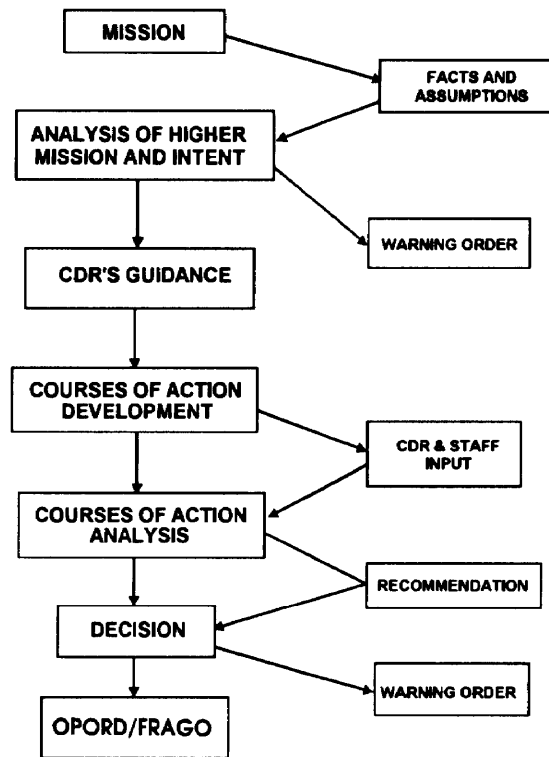 MISSION
FACTS AND
ASSUMPTIONS
ANALYSIS OF HIGHER
MISSION AND INTENT
WARNING ORDER
CDR'S GUIDANCE
COURSES OF ACTION
DEVELOPMENT
CDR & STAFF
INPUT
COURSES OF ACTION
ANALYSIS
RECOMMENDATION
DECISION
WARNING ORDER
OPORD/FRAGO